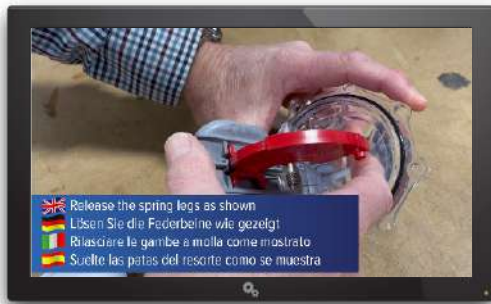 Release the spring legs as shown
Lösen Sie die Federbeine wie gezeigt
Rilasciare le gambe a molla come mostrato
Suelte las patas del resorte como se muestra